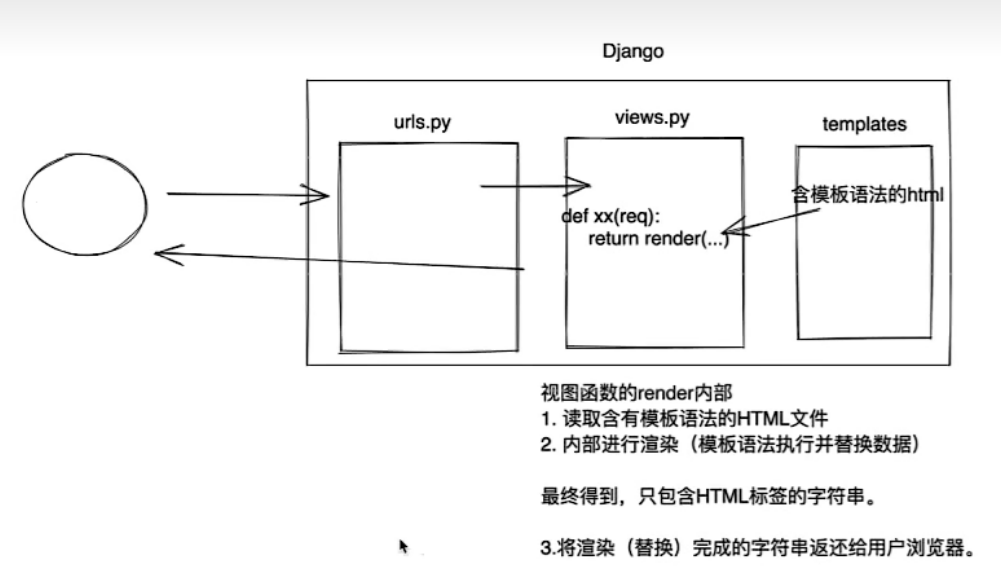 Django
urls.py
views.py
templates
含模板语法的html
def xx(req):
return render(...)
视图函数的render内部
1. 读取含有模板语法的HTML文件
2. 内部进行渲染（模板语法执行并替换数据）
最终得到，只包含HTML标签的字符串。
3.将渲染（替换）完成的字符串返还给用户浏览器。